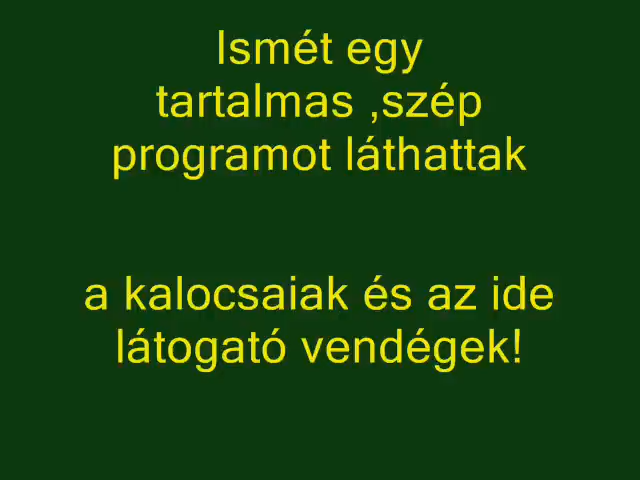 Ismét egy
tartalmas ,szép
programot láthattak
a kalocsaiak és az ide
látogató vendégek!